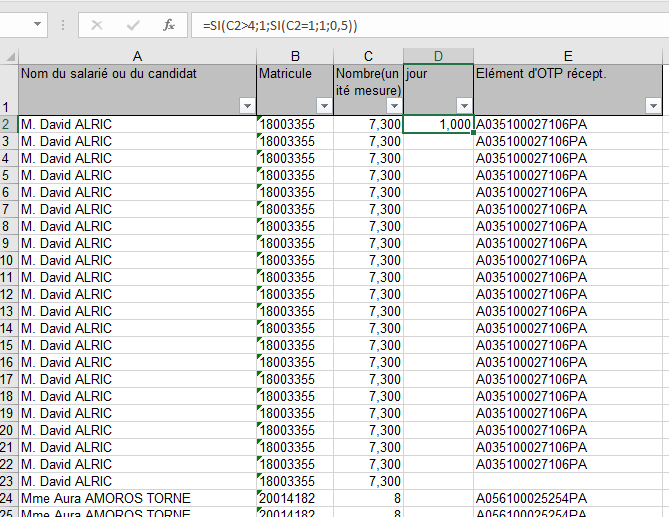 fx =SI(C2>4;1;SI(C2=1;1;0,5))
A B C D E
1 Nom du salarié ou du candidat Matricule Nombre(unité mesure) jour Elément d'OTP récept.
2 M. David ALRIC 18003355 7,300 1,000 A035100027106PA
3 M. David ALRIC 18003355 7,300 A035100027106PA
4 M. David ALRIC 18003355 7,300 A035100027106PA
5 M. David ALRIC 18003355 7,300 A035100027106PA
6 M. David ALRIC 18003355 7,300 A035100027106PA
7 M. David ALRIC 18003355 7,300 A035100027106PA
8 M. David ALRIC 18003355 7,300 A035100027106PA
9 M. David ALRIC 18003355 7,300 A035100027106PA
10 M. David ALRIC 18003355 7,300 A035100027106PA
11 M. David ALRIC 18003355 7,300 A035100027106PA
12 M. David ALRIC 18003355 7,300 A035100027106PA
13 M. David ALRIC 18003355 7,300 A035100027106PA
14 M. David ALRIC 18003355 7,300 A035100027106PA
15 M. David ALRIC 18003355 7,300 A035100027106PA
16 M. David ALRIC 18003355 7,300 A035100027106PA
17 M. David ALRIC 18003355 7,300 A035100027106PA
18 M. David ALRIC 18003355 7,300 A035100027106PA
19 M. David ALRIC 18003355 7,300 A035100027106PA
20 M. David ALRIC 18003355 7,300 A035100027106PA
21 M. David ALRIC 18003355 7,300 A035100027106PA
22 M. David ALRIC 18003355 7,300 A035100027106PA
23 M. David ALRIC 18003355 7,300
24 Mme Aura AMOROS TORNE 20014182 8 A056100025254PA
25 Mme Aura AMOROS TORNE 20014182 8 A056100025254PA